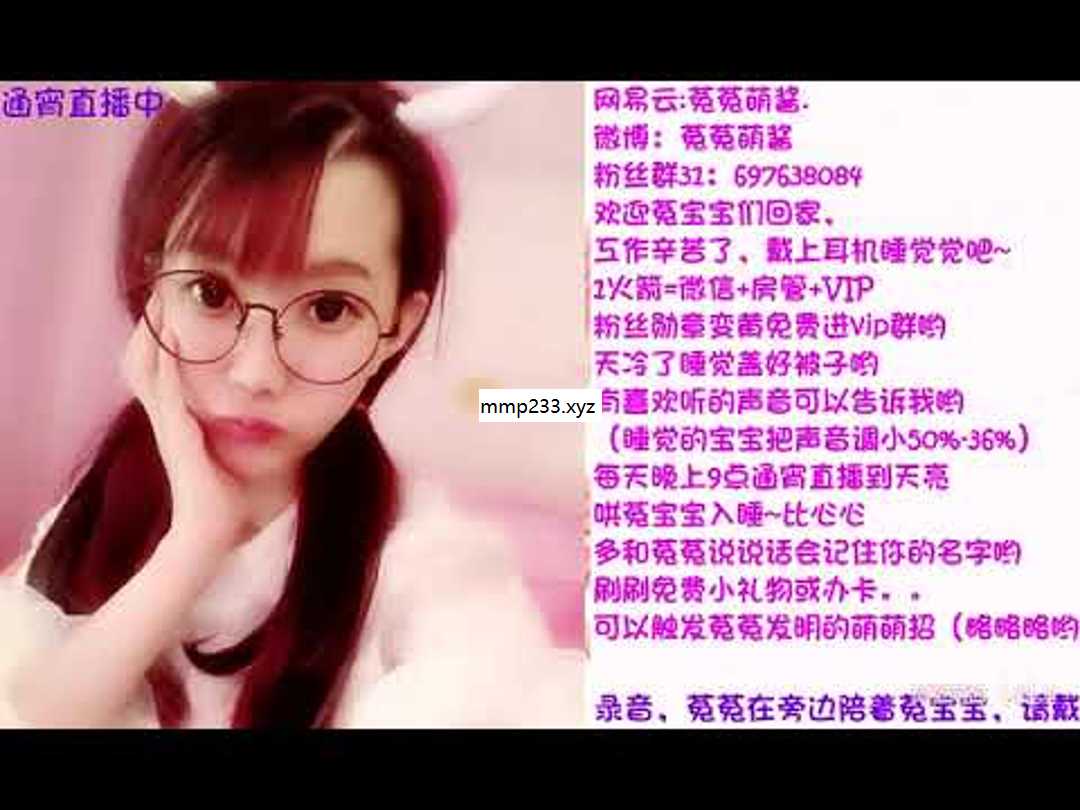 通宵直播中
网易云:菟菟萌酱.
微博：菟菟萌酱
粉丝群31：697638084
欢迎菟宝宝们回家，
工作辛苦了、戴上耳机睡觉觉吧~
1火箭=微信+房管+VIP
粉丝勋章变黄免费进Vip群哟
天冷了睡觉盖好被子哟
mmp233.xyz
有喜欢听的声音可以告诉我哟
（睡觉的宝宝把声音调小50%-36%）
每天晚上9点通宵直播到天亮
哄菟宝宝入睡~比心心
多和菟菟说说话会记住你的名字哟
刷刷免费小礼物或办卡。。
可以触发菟菟发明的萌萌招（略略略哟
录音、菟菟在旁边陪着菟宝宝、请戴